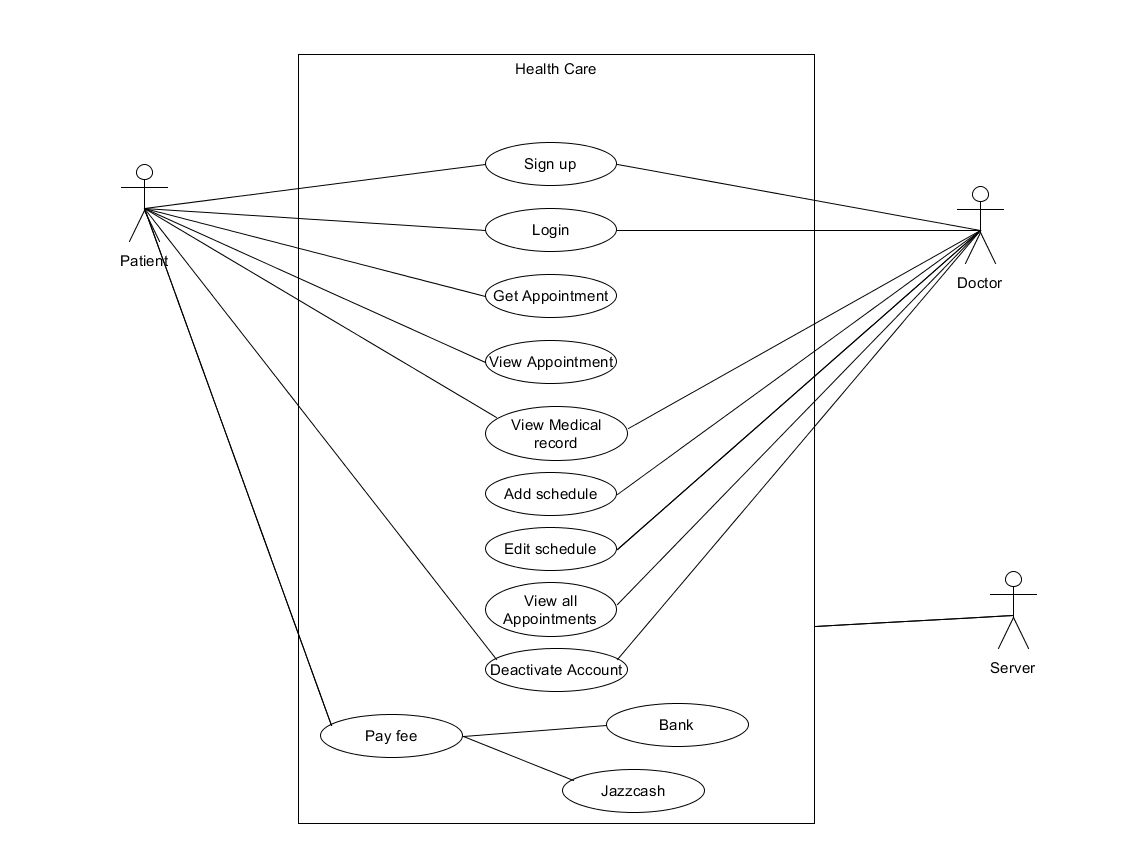 Health Care
Sign up
Login
Patient
Get Appointment
Doctor
View Appointment
View Medical
record
Add schedule
Edit schedule
View all
Appointments
Server
Deactivate Account
Bank
Pay fee
Jazzcash